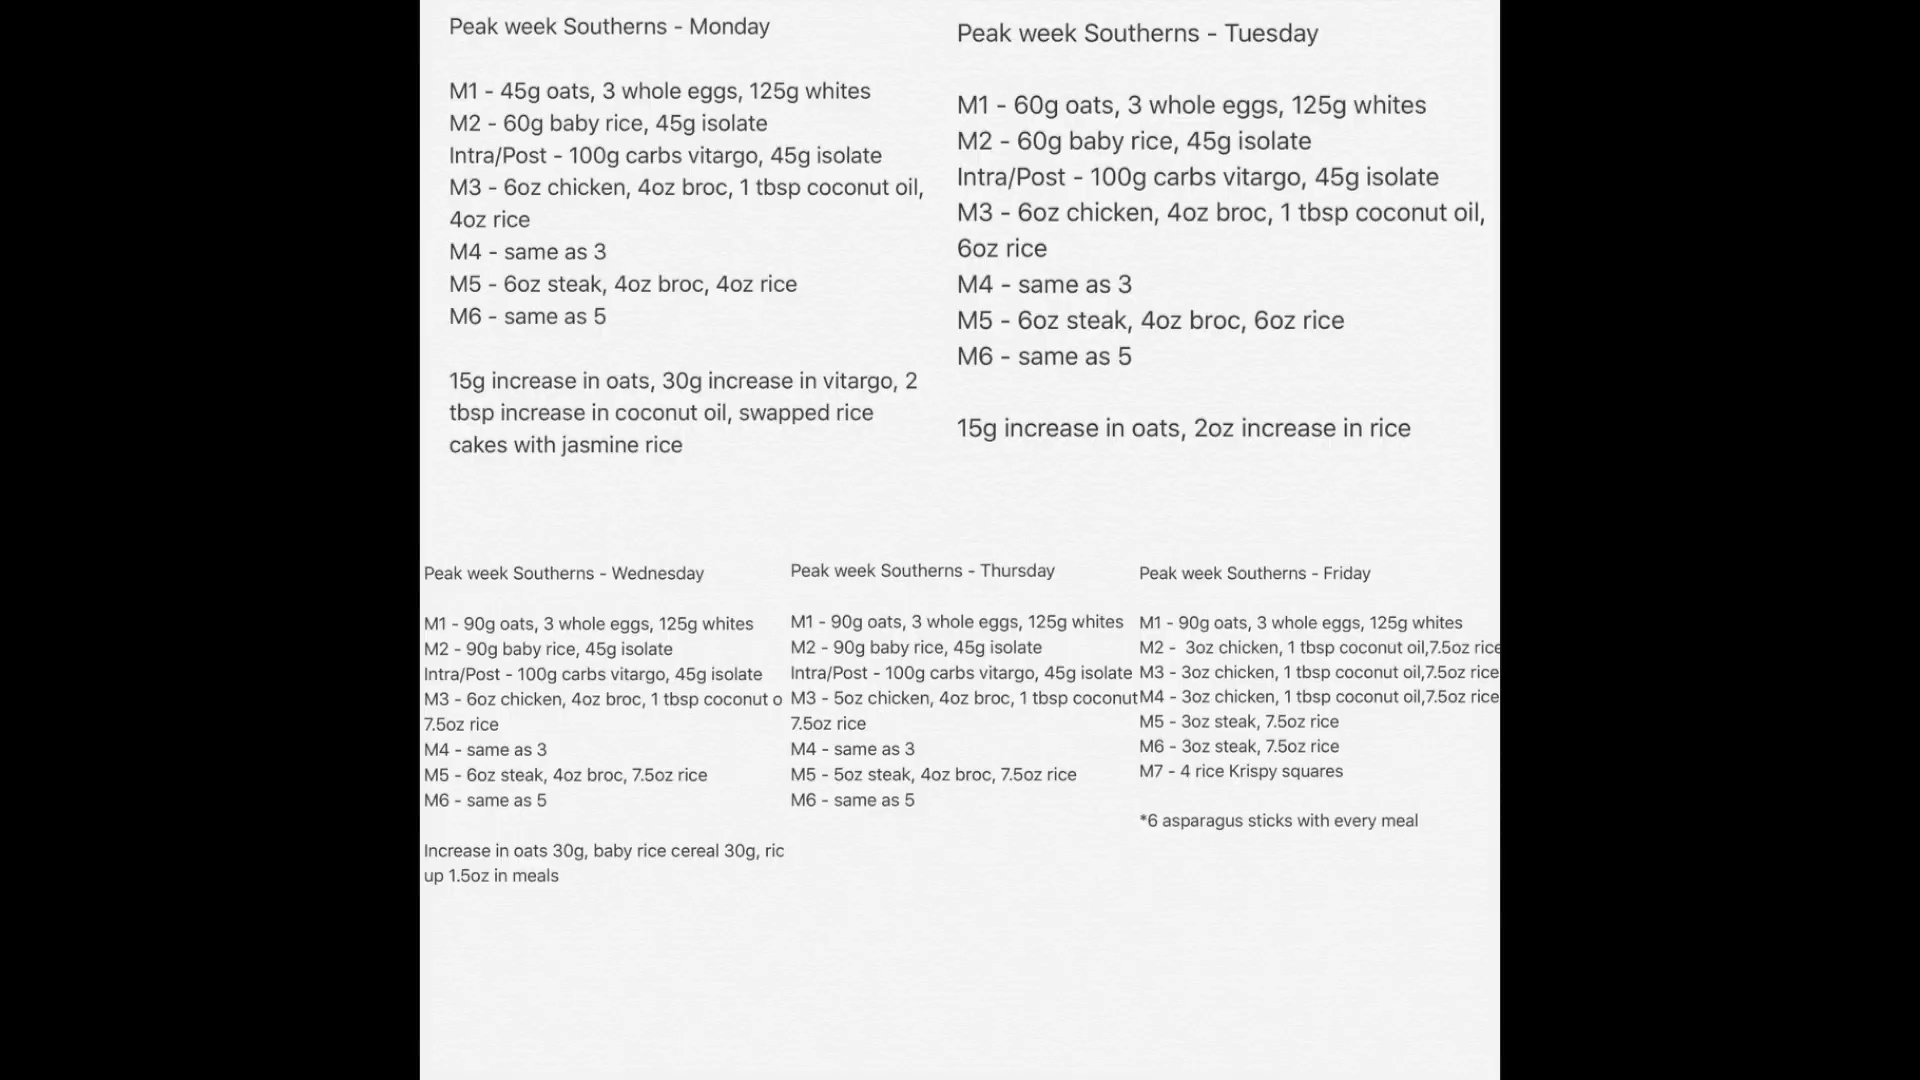 Peak week Southerns - Monday
M1 - 45g oats, 3 whole eggs, 125g whites
M2 - 60g baby rice, 45g isolate
Intra/Post - 100g carbs vitargo, 45g isolate
M3 - 6oz chicken, 4oz broc, 1 tbsp coconut oil,
4oz rice
M4 - same as 3
M5 - 6oz steak, 4oz broc, 4oz rice
M6 - same as 5
15g increase in oats, 30g increase in vitargo, 2
tbsp increase in coconut oil, swapped rice
cakes with jasmine rice
Peak week Southerns - Tuesday
M1 - 60g oats, 3 whole eggs, 125g whites
M2 - 60g baby rice, 45g isolate
Intra/Post - 100g carbs vitargo, 45g isolate
M3 - 6oz chicken, 4oz broc, 1 tbsp coconut oil,
6oz rice
M4 - same as 3
M5 - 6oz steak, 4oz broc, 6oz rice
M6 - same as 5
15g increase in oats, 2oz increase in rice
Peak week Southerns - Wednesday
M1 - 90g oats, 3 whole eggs, 125g whites
M2 - 90g baby rice, 45g isolate
Intra/Post - 100g carbs vitargo, 45g isolate
M3 - 6oz chicken, 4oz broc, 1 tbsp coconut o
7.5oz rice
M4 - same as 3
M5 - 6oz steak, 4oz broc, 7.5oz rice
M6 - same as 5
Increase in oats 30g, baby rice cereal 30g, ric
up 1.5oz in meals
Peak week Southerns - Thursday
M1 - 90g oats, 3 whole eggs, 125g whites
M2 - 90g baby rice, 45g isolate
Intra/Post - 100g carbs vitargo, 45g isolate
M3 - 5oz chicken, 4oz broc, 1 tbsp coconut
7.5oz rice
M4 - same as 3
M5 - 5oz steak, 4oz broc, 7.5oz rice
M6 - same as 5
Peak week Southerns - Friday
M1 - 90g oats, 3 whole eggs, 125g whites
M2 -  3oz chicken, 1 tbsp coconut oil,7.5oz rice
M3 - 3oz chicken, 1 tbsp coconut oil,7.5oz rice
M4 - 3oz chicken, 1 tbsp coconut oil,7.5oz rice
M5 - 3oz steak, 7.5oz rice
M6 - 3oz steak, 7.5oz rice
M7 - 4 rice Krispy squares
*6 asparagus sticks with every meal